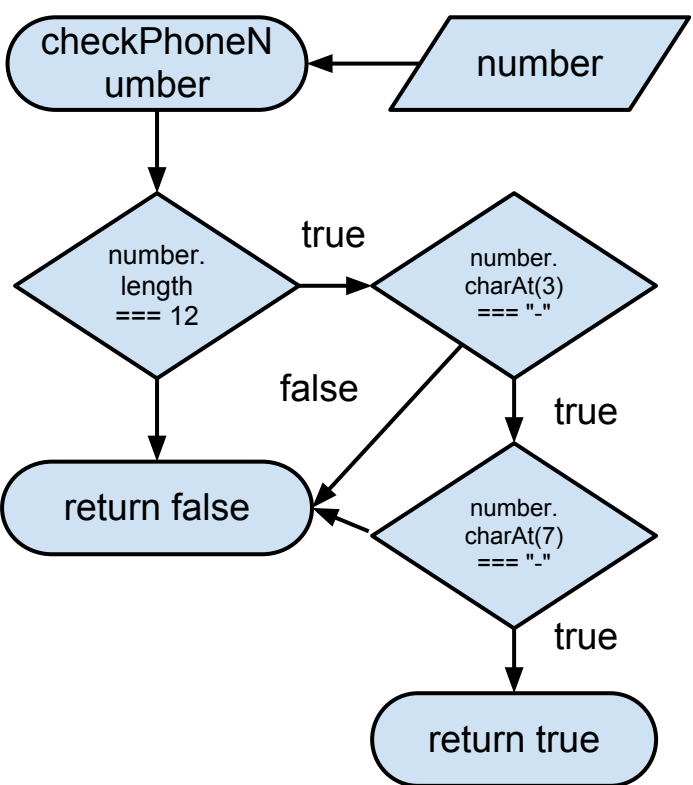 checkPhoneN
umber
number
number.
length
=== 12
true
number.
charAt(3)
=== "-"
false
true
return false
number.
charAt(7)
=== "-"
true
return true